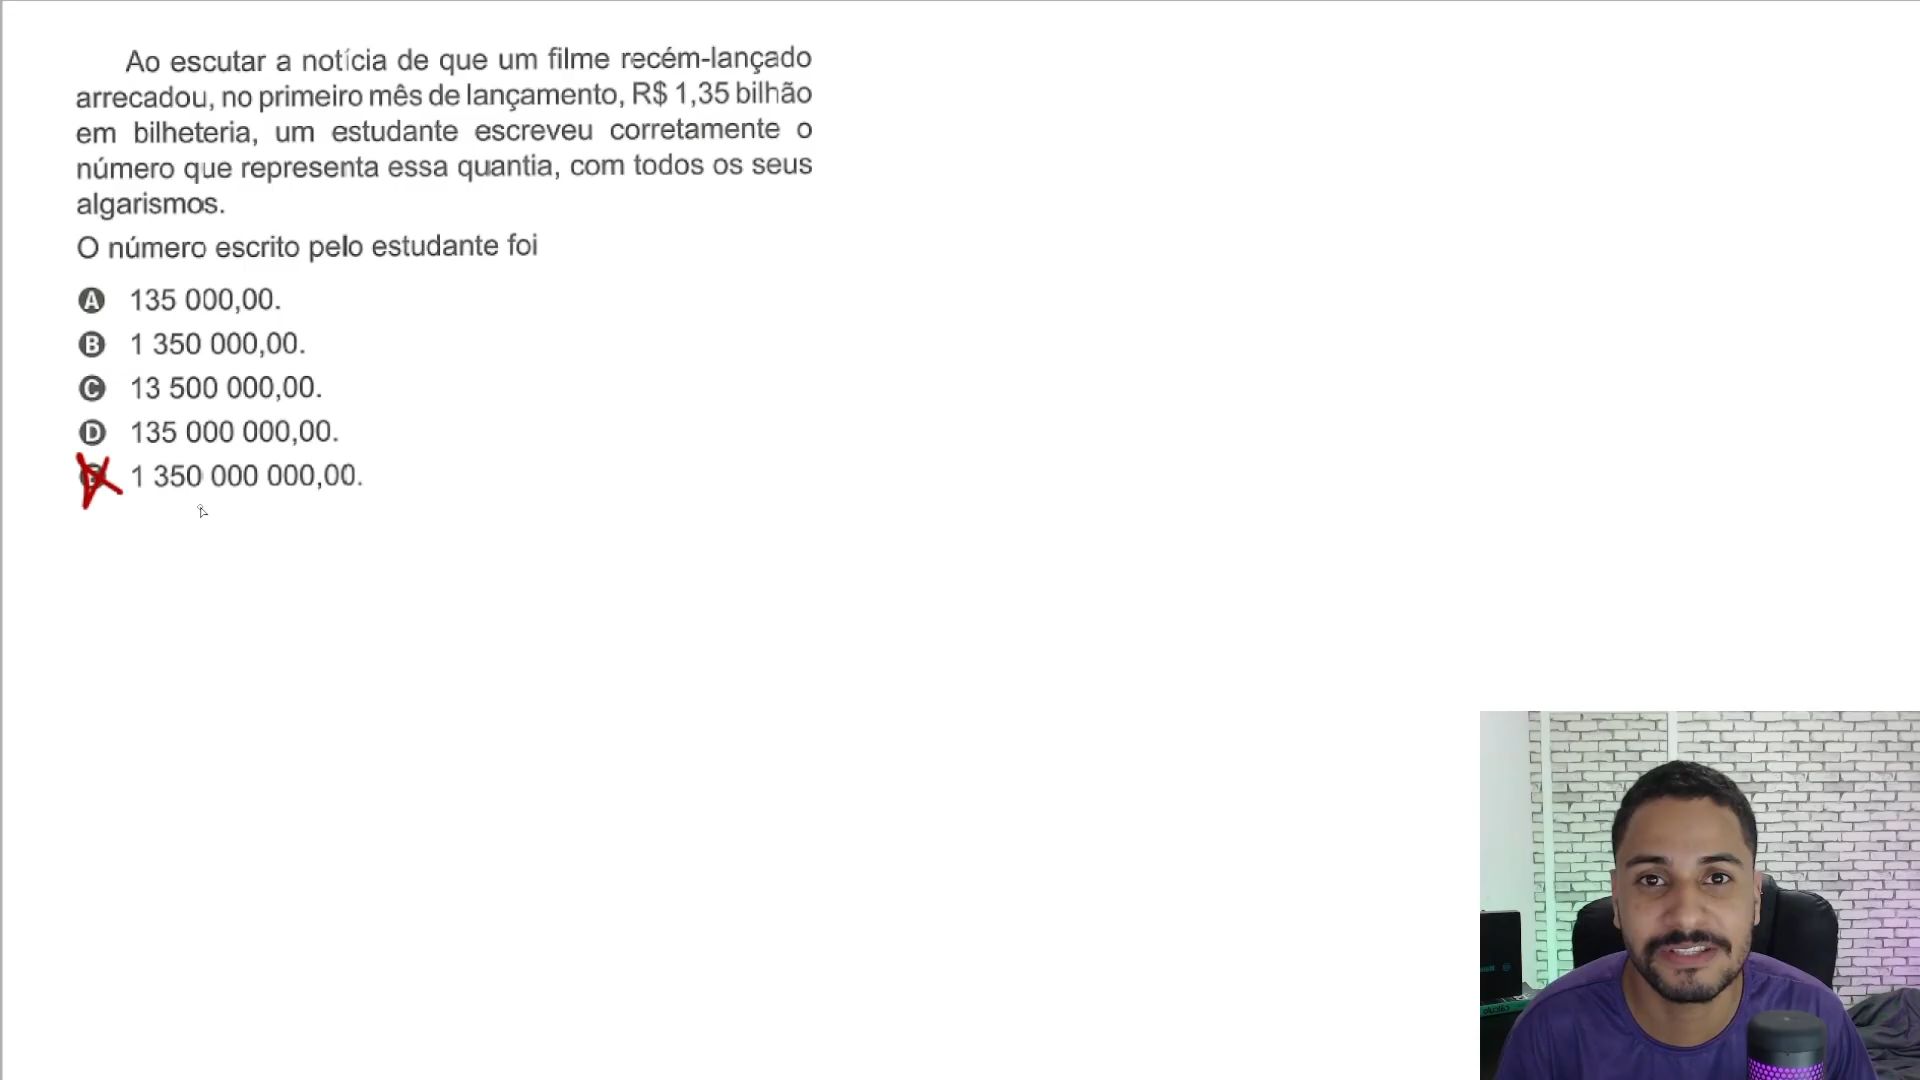 Ao escutar a notícia de que um filme recém-lançado
arrecadou, no primeiro mês de lançamento, R$ 1,35 bilhão
em bilheteria, um estudante escreveu corretamente o
número que representa essa quantia, com todos os seus
algarismos.
O número escrito pelo estudante foi
A 135 000,00.
B 1 350 000,00.
C 13 500 000,00.
D 135 000 000,00.
1 350 000 000,00.